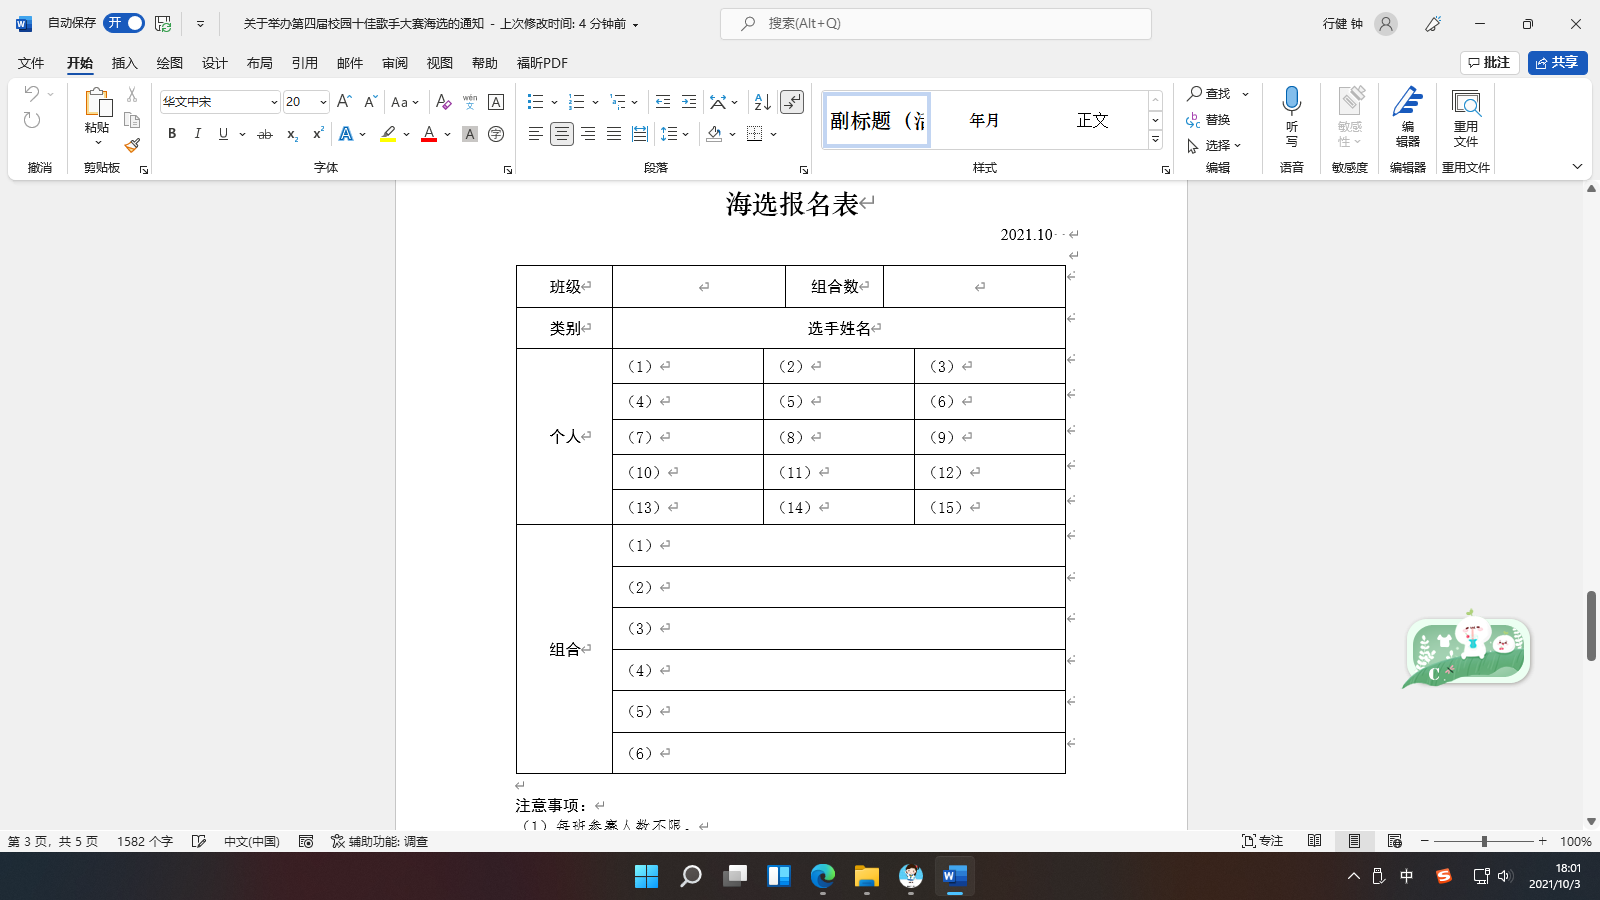 自动保存 开 关于举办第四届校园十佳歌手大赛海选的通知 - 上次修改时间: 4 分钟前 搜索(Alt+Q) 行健 钟
文件 开始 插入 绘图 设计 布局 引用 邮件 审阅 视图 帮助 福昕PDF 批注 共享
粘贴
华文中宋 20
副标题（ 年月 正文
查找
替换
选择
听
写
敏感
性
编
辑器
重用
文件
撤消 剪贴板 字体 段落 样式 编辑 语音 敏感度 编辑器 重用文件
海选报名表
2021.10
班级 组合数
类别 选手姓名
个人
（1） （2） （3）
（4） （5） （6）
（7） （8） （9）
（10） （11） （12）
（13） （14） （15）
组合
（1）
（2）
（3）
（4）
（5）
（6）
注意事项：
（1）每班参赛人数不限。
第 3 页，共 5 页 1582 个字 中文(中国) 辅助功能: 调查 专注 100%
中
18:01
2021/10/3